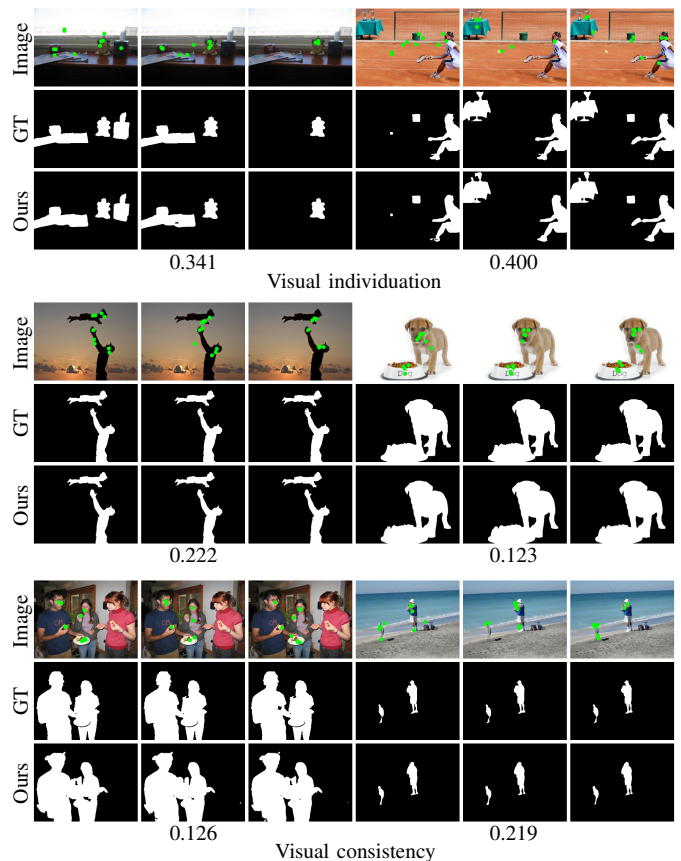 Image
GT
Ours
0.341 0.400
Visual individuation
Image
Dog
GT
Ours
0.222 0.123
Image
GT
Ours
0.126 0.219
Visual consistency